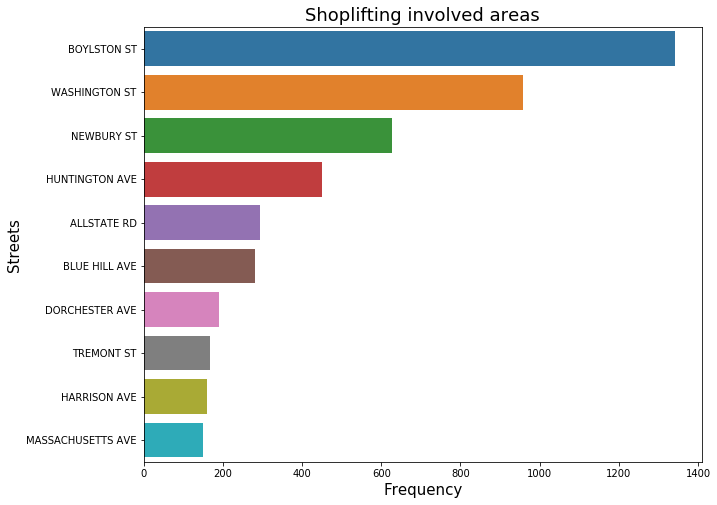 Shoplifting involved areas
Streets
BOYLSTON ST
WASHINGTON ST
NEWBURY ST
HUNTINGTON AVE
ALLSTATE RD
BLUE HILL AVE
DORCHESTER AVE
TREMONT ST
HARRISON AVE
MASSACHUSETTS AVE
0 200 400 600 800 1000 1200 1400
Frequency